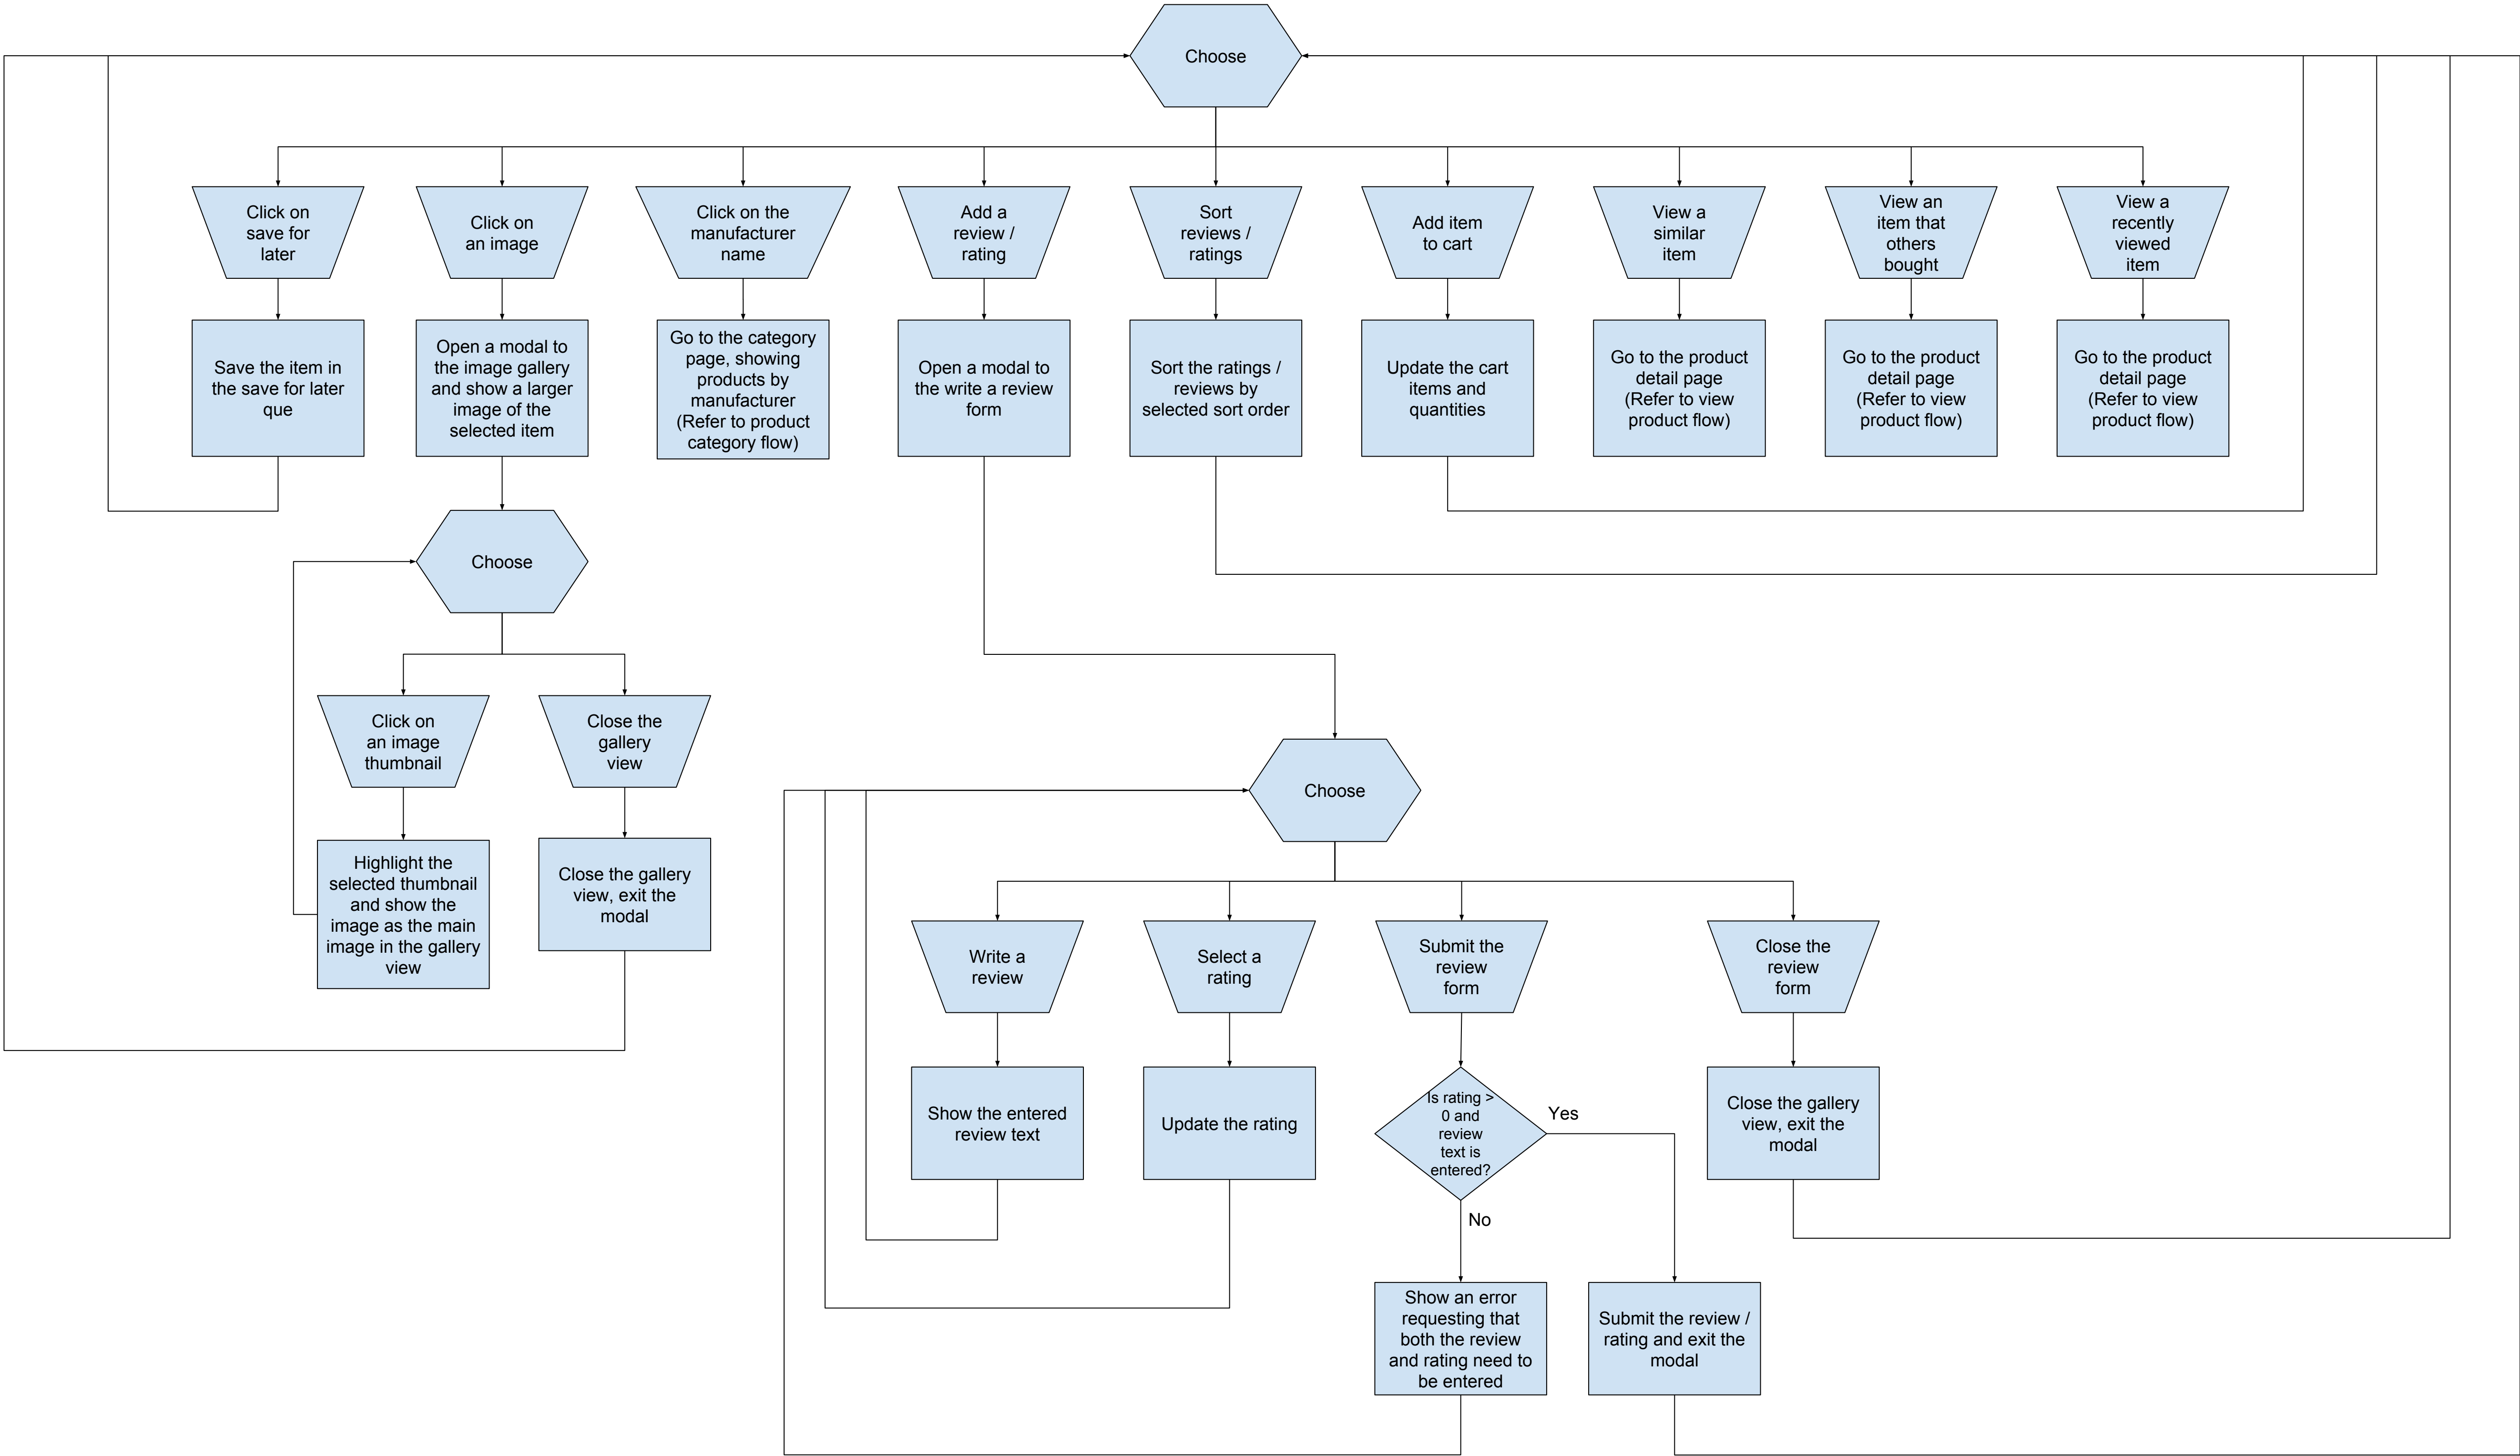 Choose
Click on
save for
later
Click on
an image
Click on the
manufacturer
name
Add a
review /
rating
Sort
reviews /
ratings
Add item
to cart
View a
similar
item
View an
item that
others
bought
View a
recently
viewed
item
Save the item in
the save for later
que
Open a modal to
the image gallery
and show a larger
image of the
selected item
Go to the category
page, showing
products by
manufacturer
(Refer to product
category flow)
Open a modal to
the write a review
form
Sort the ratings /
reviews by
selected sort order
Update the cart
items and
quantities
Go to the product
detail page
(Refer to view
product flow)
Go to the product
detail page
(Refer to view
product flow)
Go to the product
detail page
(Refer to view
product flow)
Choose
Click on
an image
thumbnail
Close the
gallery
view
Highlight the
selected thumbnail
and show the
image as the main
image in the gallery
view
Close the gallery
view, exit the
modal
Choose
Write a
review
Select a
rating
Submit the
review
form
Close the
review
form
Show the entered
review text
Update the rating
Is rating >
0 and
review
text is
entered?
Yes
No
Close the gallery
view, exit the
modal
Show an error
requesting that
both the review
and rating need to
be entered
Submit the review /
rating and exit the
modal